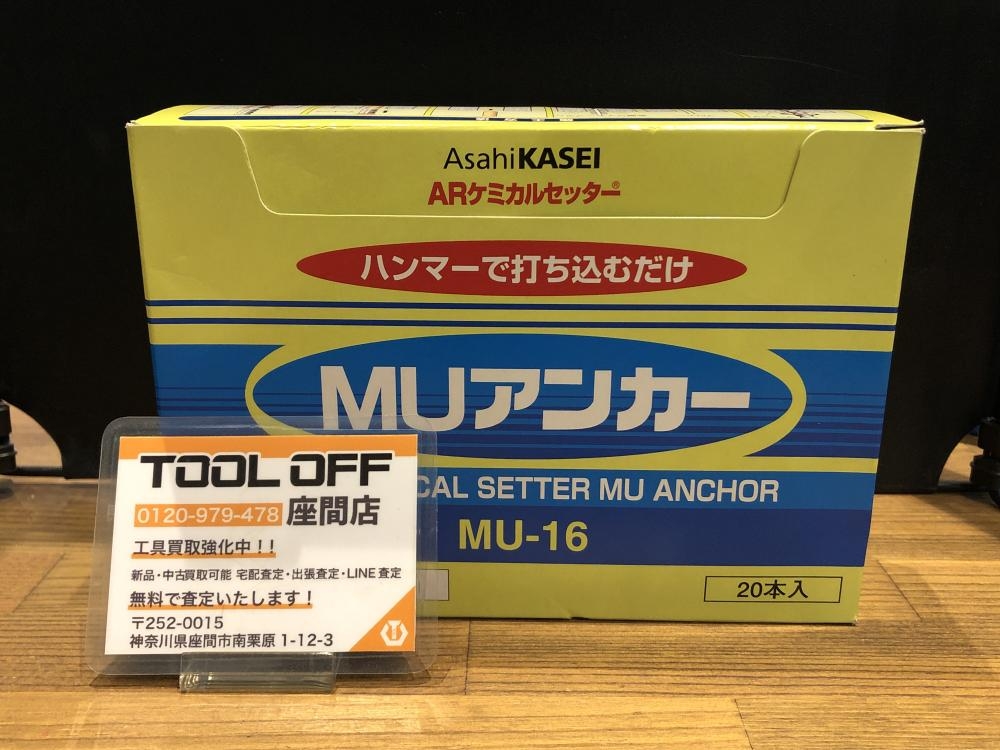 AsahiKASEI
ARケミカルセッター®
ハンマーで打ち込むだけ
MUアンカー
CAL SETTER MU ANCHOR
MU-16
20本入
TOOL OFF
0120-979-478 座間店
工具買取強化中!!
新品・中古買取可能 宅配査定・出張査定・LINE査定
無料で査定いたします!
〒252-0015
神奈川県座間市南栗原 1-12-3